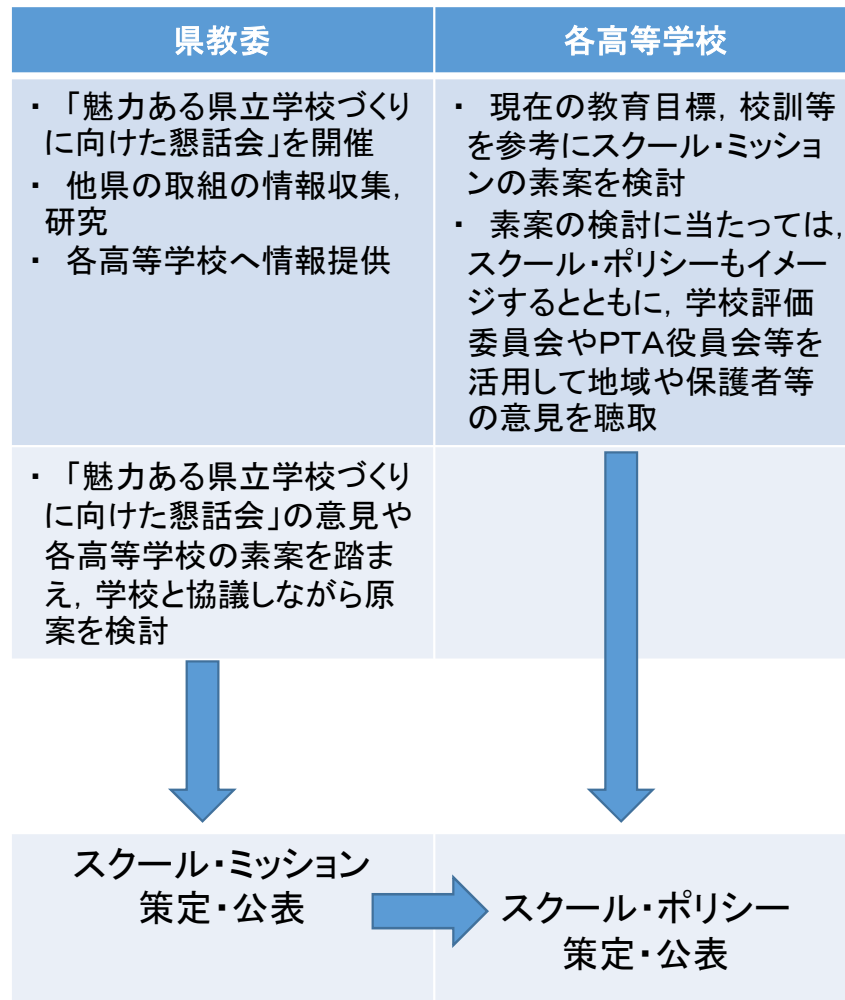 県教委
各高等学校
・ 「魅力ある県立学校づくり
に向けた懇話会」を開催
・ 他県の取組の情報収集,
研究
・ 各高等学校へ情報提供
・ 現在の教育目標, 校訓等
を参考にスクール・ミッショ
ンの素案を検討
・ 素案の検討に当たっては,
スクール・ポリシーもイメー
ジするとともに, 学校評価
委員会やPTA役員会等を
活用して地域や保護者等
の意見を聴取
・ 「魅力ある県立学校づくり
に向けた懇話会」の意見や
各高等学校の素案を踏ま
え, 学校と協議しながら原
案を検討
スクール・ミッション
策定・公表
スクール・ポリシー
策定・公表